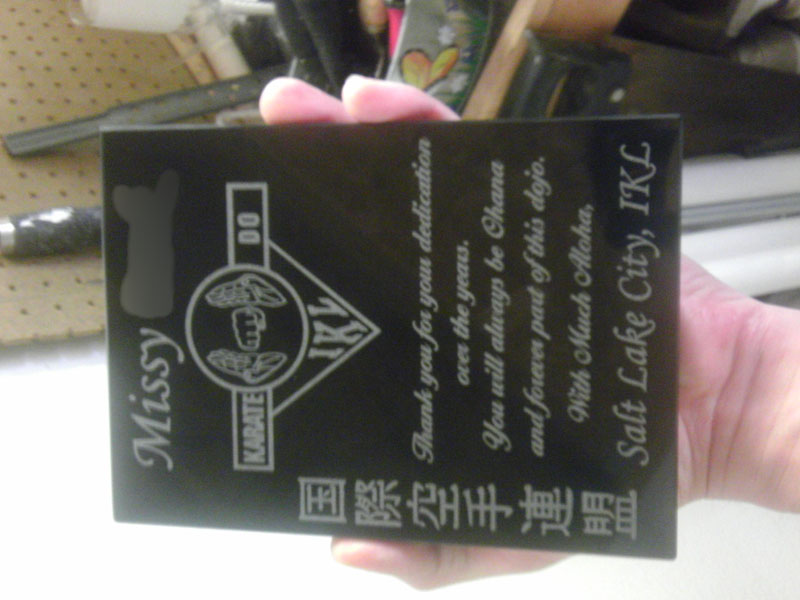 Missy
KARATE DO
IKL
Thank you for your dedication
over the years.
You will always be Ohana
and forever part of this dojo.
With Much Aloha,
Salt Lake City, IKL
国際空手連盟